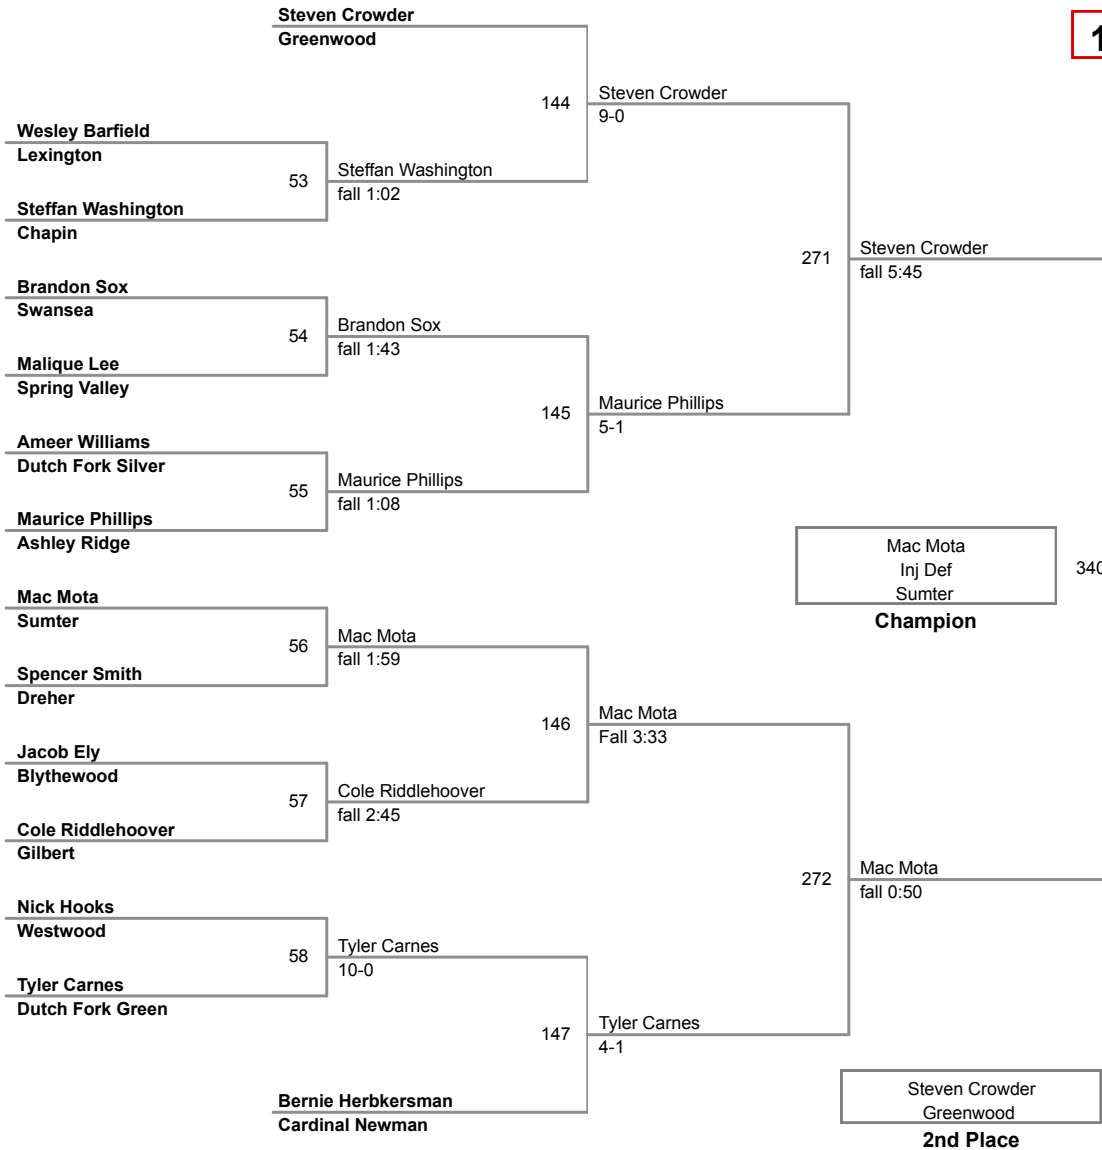 Steven Crowder
Greenwood
1
144
Steven Crowder
9-0
Wesley Barfield
Lexington
53
Steffan Washington
fall 1:02
Steffan Washington
Chapin
271
Steven Crowder
fall 5:45
Brandon Sox
Swansea
54
Brandon Sox
fall 1:43
Malique Lee
Spring Valley
145
Maurice Phillips
5-1
Ameer Williams
Dutch Fork Silver
55
Maurice Phillips
fall 1:08
Maurice Phillips
Ashley Ridge
Mac Mota
Inj Def
Sumter
340
Champion
Mac Mota
Sumter
56
Mac Mota
fall 1:59
Spencer Smith
Dreher
146
Mac Mota
Fall 3:33
Jacob Ely
Blythewood
57
Cole Riddlehoover
fall 2:45
Cole Riddlehoover
Gilbert
272
Mac Mota
fall 0:50
Nick Hooks
Westwood
58
Tyler Carnes
10-0
Tyler Carnes
Dutch Fork Green
147
Tyler Carnes
4-1
Bernie Herbkersman
Cardinal Newman
Steven Crowder
Greenwood
2nd Place